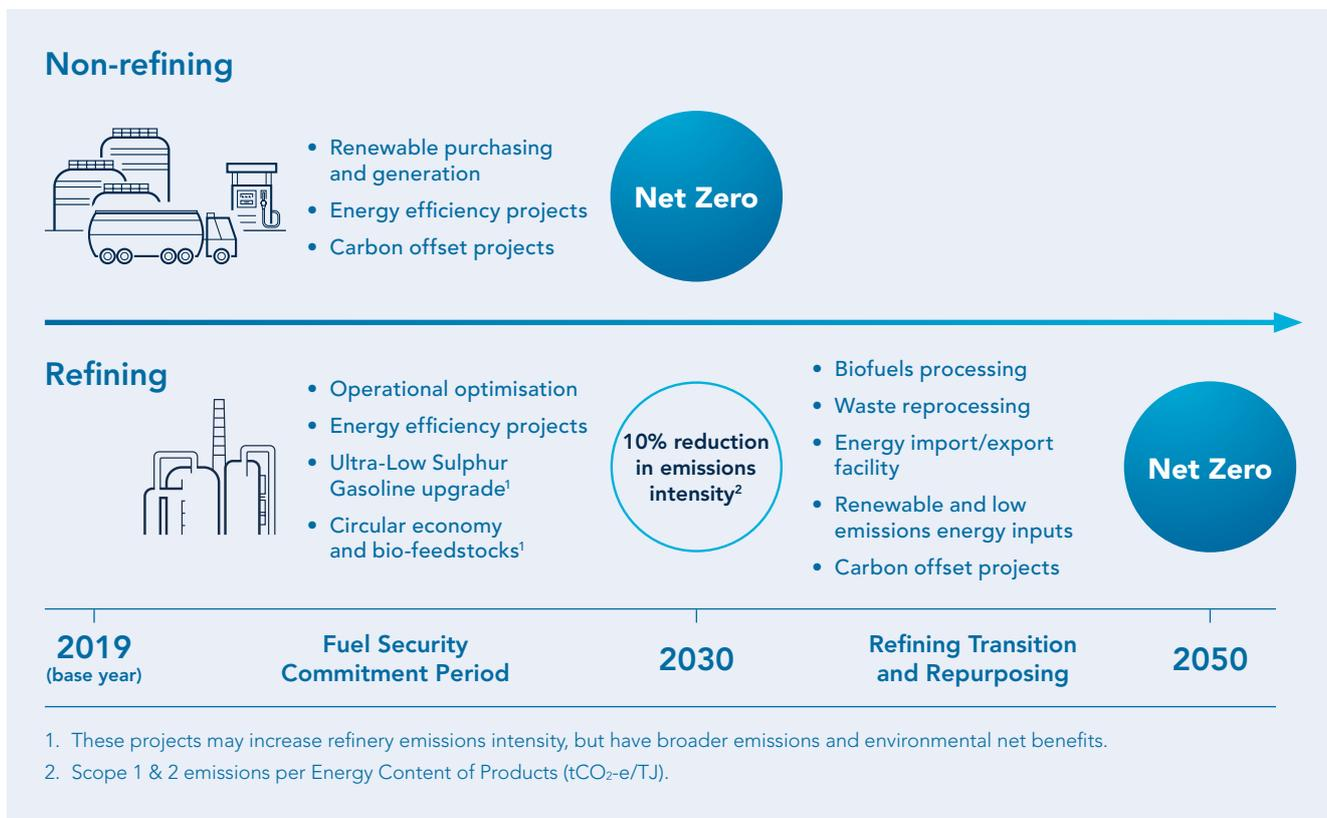 Non-refining
• Renewable purchasing
and generation
• Energy efficiency projects
• Carbon offset projects
Net Zero
Refining
• Operational optimisation
• Energy efficiency projects
• Ultra-Low Sulphur
Gasoline upgrade¹
• Circular economy
and bio-feedstocks¹
10% reduction
in emissions
intensity²
• Biofuels processing
• Waste reprocessing
• Energy import/export
facility
• Renewable and low
emissions energy inputs
• Carbon offset projects
Net Zero
2019
(base year)
Fuel Security
Commitment Period
2030
Refining Transition
and Repurposing
2050
1. These projects may increase refinery emissions intensity, but have broader emissions and environmental net benefits.
2. Scope 1 & 2 emissions per Energy Content of Products (tCO₂-e/TJ).